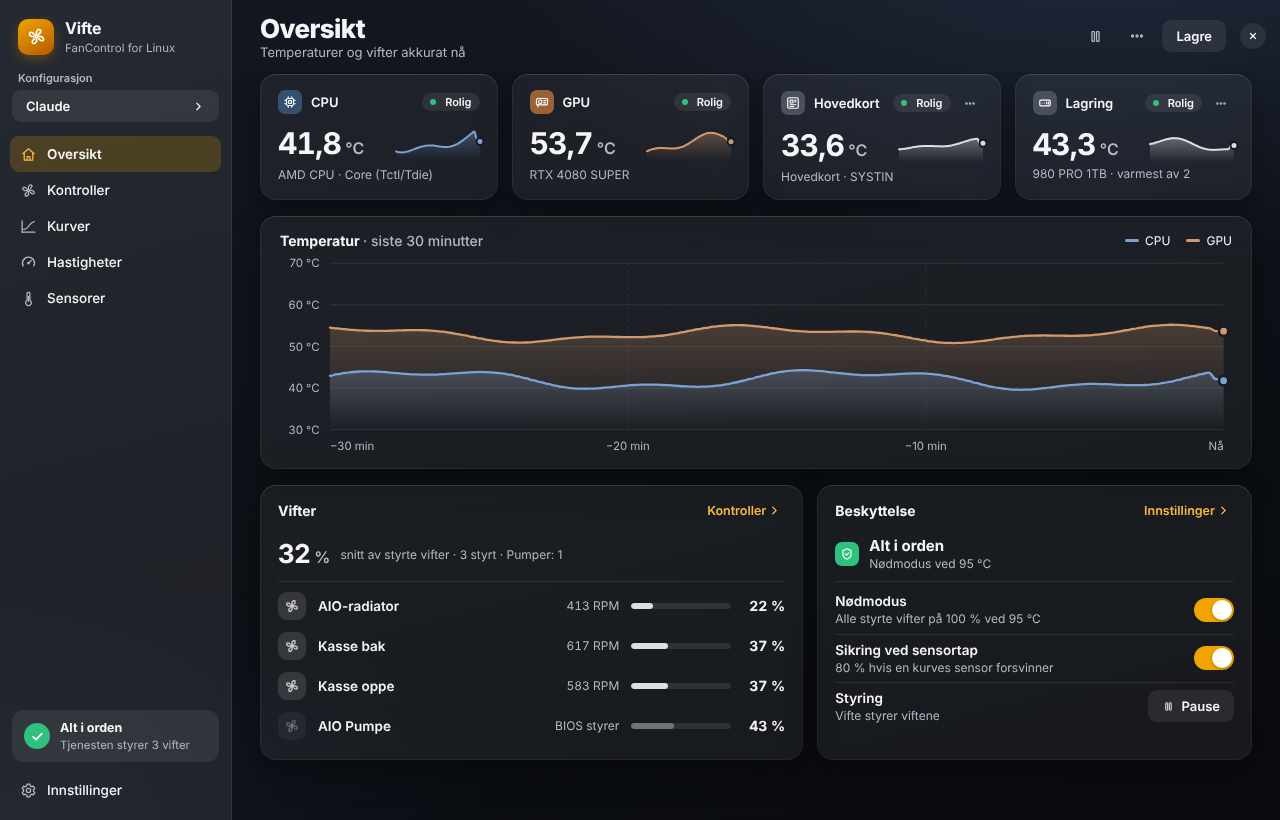 Vifte
FanControl for Linux
Konfigurasjon
Claude
Oversikt
Kontroller
Kurver
Hastigheter
Sensorer
Alt i orden
Tjenesten styrer 3 vifter
Innstillinger
Oversikt
Temperaturer og vifter akkurat nå
Lagre
CPU
Rolig
41,8 °C
AMD CPU · Core (Tctl/Tdie)
GPU
Rolig
53,7 °C
RTX 4080 SUPER
Hovedkort
Rolig
33,6 °C
Hovedkort · SYSTIN
Lagring
Rolig
43,3 °C
980 PRO 1TB · varmest av 2
Temperatur · siste 30 minutter
CPU
GPU
70 °C
60 °C
50 °C
40 °C
30 °C
−30 min
−20 min
−10 min
Nå
Vifter
Kontroller
32 % snitt av styrte vifter · 3 styrt · Pumper: 1
AIO-radiator 413 RPM 22 %
Kasse bak 617 RPM 37 %
Kasse oppe 583 RPM 37 %
AIO Pumpe BIOS styrer 43 %
Beskyttelse
Innstillinger
Alt i orden
Nødmodus ved 95 °C
Nødmodus
Alle styrte vifter på 100 % ved 95 °C
Sikring ved sensortap
80 % hvis en kurves sensor forsvinner
Styring
Vifte styrer viftene
Pause